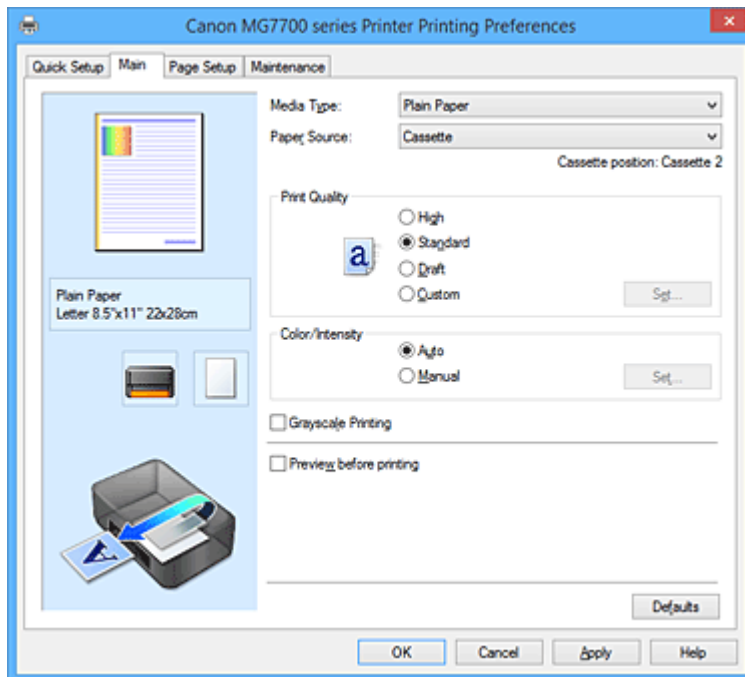 Canon MG7700 series Printer Printing Preferences
Quick Setup Main Page Setup Maintenance
Media Type: Plain Paper
Paper Source: Cassette
Cassette position: Cassette 2
Print Quality
High
a Standard
Draft
Custom Set...
Plain Paper
Letter 8.5"x11" 22x28cm
Color/Intensity
Auto
Manual Set...
Grayscale Printing
Preview before printing
A
Defaults
OK Cancel Apply Help